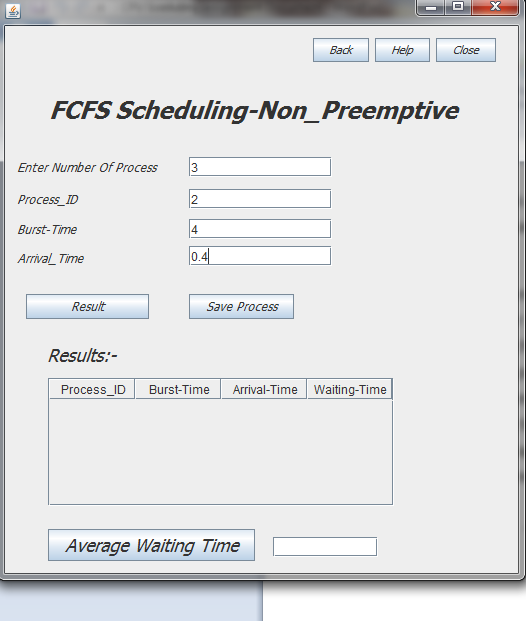 Back Help Close
FCFS Scheduling-Non_Preemptive
Enter Number Of Process 3
Process_ID 2
Burst-Time 4
Arrival_Time 0.4
Result Save Process
Results:-
Process_ID Burst-Time Arrival-Time Waiting-Time
Average Waiting Time